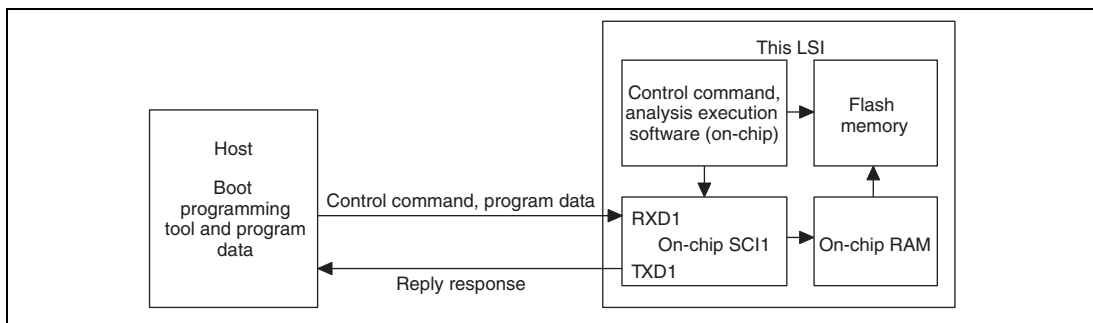 This LSI
Control command,
analysis execution
software (on-chip)
Flash
memory
Host
Boot
programming
tool and program
data
Control command, program data
Reply response
RXD1
On-chip SCI1
TXD1
On-chip RAM